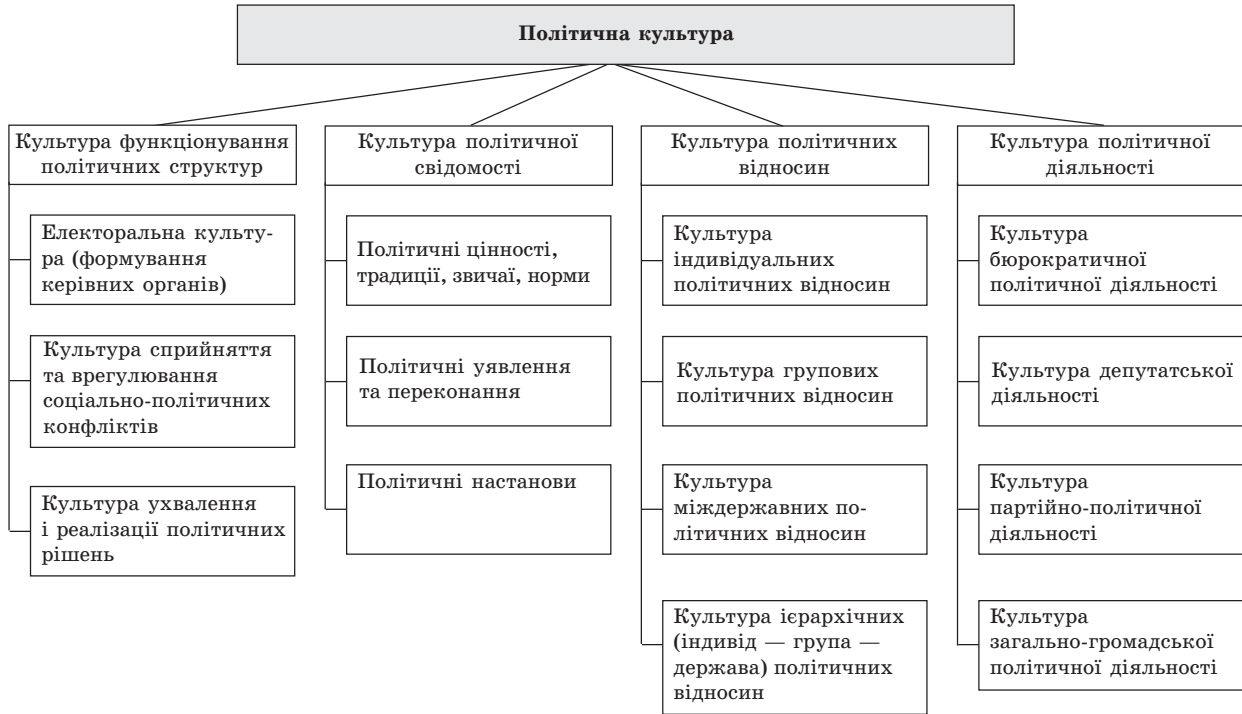 Політична культура
Культура функціонування
політичних структур
Електоральна культу-
ра (формування
керівних органів)
Культура сприйняття
та врегулювання
соціально-політичних
конфліктів
Культура ухвалення
і реалізації політичних
рішень
Культура політичної
свідомості
Політичні цінності,
традиції, звичаї, норми
Політичні уявлення
та переконання
Політичні настанови
Культура політичних
відносин
Культура
індивідуальних
політичних відносин
Культура групових
політичних відносин
Культура
міждержавних по-
літичних відносин
Культура ієрархічних
(індивід — група —
держава) політичних
відносин
Культура політичної
діяльності
Культура
бюрократичної
політичної діяльності
Культура депутатської
діяльності
Культура
партійно-політичної
діяльності
Культура
загально-громадської
політичної діяльності